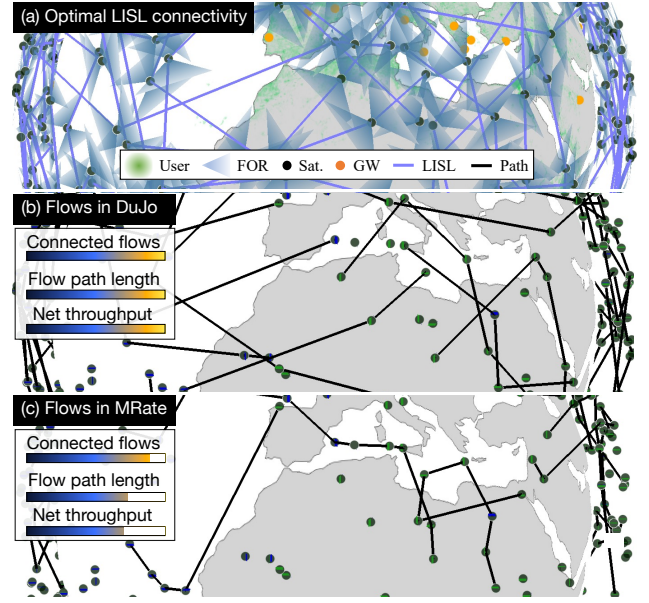 (a) Optimal LISL connectivity
User FOR Sat. GW LISL Path
(b) Flows in DuJo
Connected flows
Flow path length
Net throughput
(c) Flows in MRate
Connected flows
Flow path length
Net throughput